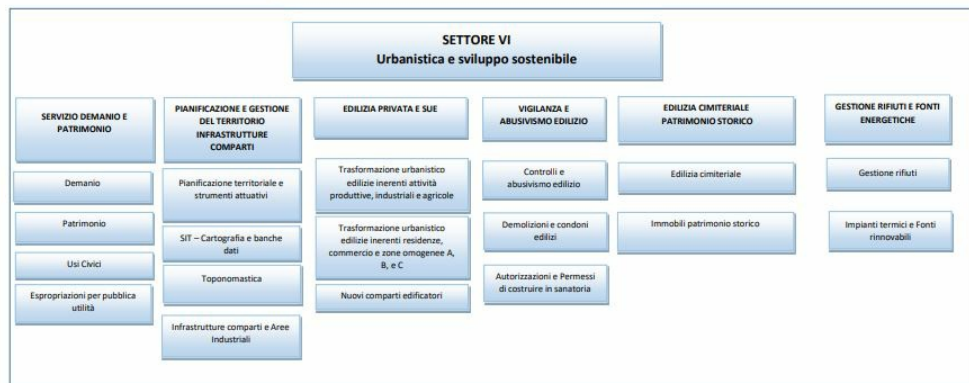 SETTORE VI
Urbanistica e sviluppo sostenibile
SERVIZIO DEMANIO E
PATRIMONIO
Demanio
Patrimonio
Usi Civici
Espropriazioni per pubblica
utilità
PIANIFICAZIONE E GESTIONE
DEL TERRITORIO
INFRASTRUTTURE
COMPARTI
Pianificazione territoriale e
strumenti attuativi
SIT – Cartografia e banche
dati
Toponomastica
Infrastrutture comparti e Aree
Industriali
EDILIZIA PRIVATA E SUE
Trasformazione urbanistico
edilizie inerenti attività
produttive, industriali e agricole
Trasformazione urbanistico
edilizie inerenti residenze,
commercio e zone omogenee A,
B, e C
Nuovi comparti edificatori
VIGILANZA E
ABUSIVISMO EDILIZIO
Controlli e
abusivismo edilizio
Demolizioni e condoni
edilizi
Autorizzazioni e Permessi
di costruire in sanatoria
EDILIZIA CIMITERIALE
PATRIMONIO STORICO
Edilizia cimiteriale
Immobili patrimonio storico
GESTIONE RIFIUTI E FONTI
ENERGETICHE
Gestione rifiuti
Impianti termici e Fonti
rinnovabili